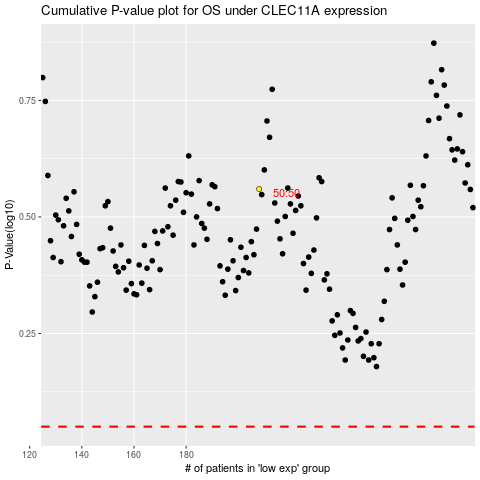 Cumulative P-value plot for OS under CLEC11A expression
P-Value(log10)
0.75
0.50
0.25
50:50
120 140 160 180
# of patients in 'low exp' group